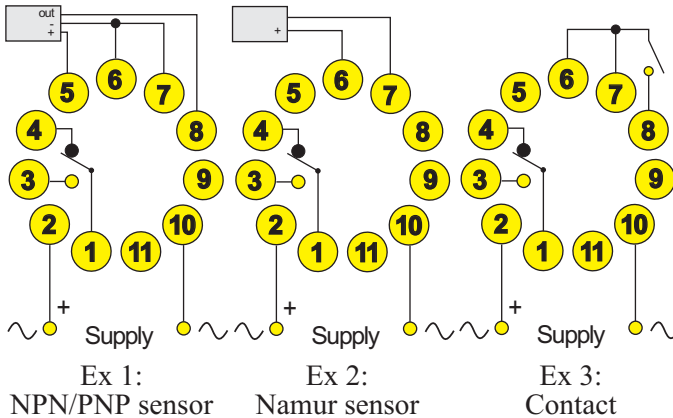 out
-
+
5 6 7 4 8 3 9 2 10 1 11
+
Supply
Ex 1:
NPN/PNP sensor
+
5 6 7 4 8 3 9 2 10 1 11
+
Supply
Ex 2:
Namur sensor
5 6 7 4 8 3 9 2 10 1 11
+
Supply
Ex 3:
Contact